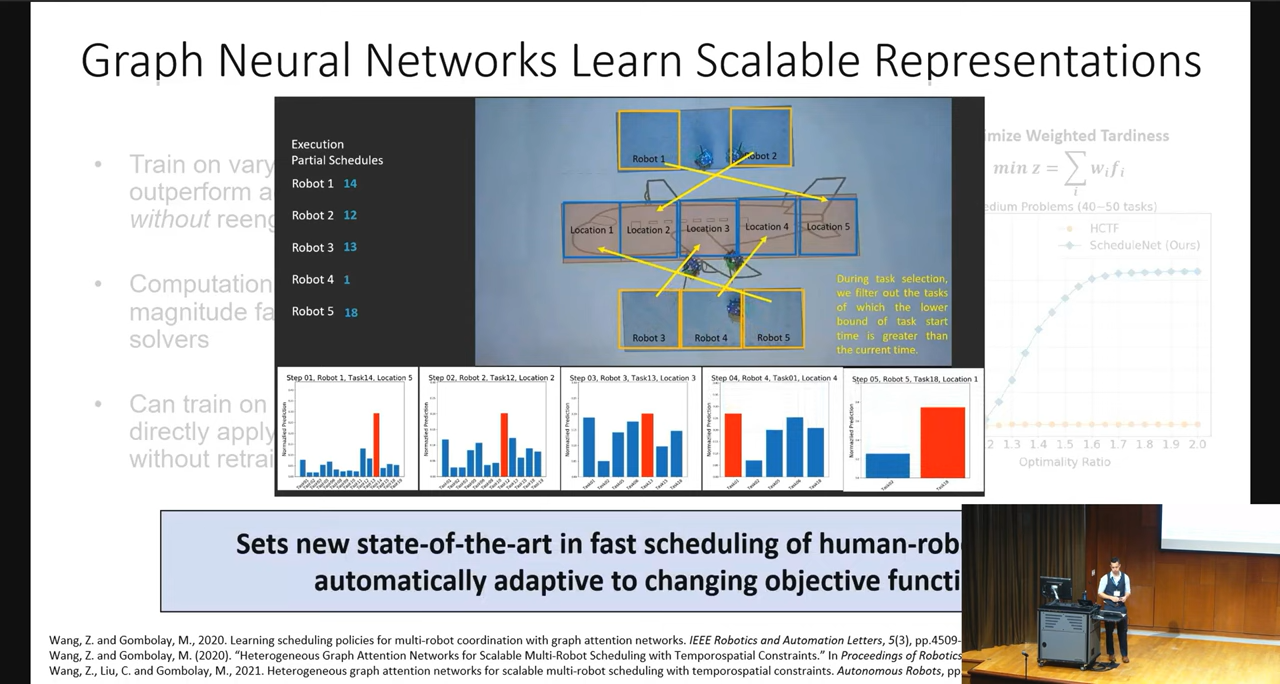 Graph Neural Networks Learn Scalable Representations
• Train on vary
outperform a
without reeng
• Computation
magnitude fa
solvers
• Can train on
directly apply
without retrai
Execution
Partial Schedules
Robot 1 14
Robot 2 12
Robot 3 13
Robot 4 1
Robot 5 18
Robot 1
Robot 2
Location 1 Location 2 Location 3 Location 4 Location 5
Robot 3 Robot 4 Robot 5
During task selection,
we filter out the tasks
of which the lower
bound of task start
time is greater than
the current time.
Step 01, Robot 1, Task14, Location 5
Normalized Prediction
Step 02, Robot 2, Task12, Location 2
Normalized Prediction
Step 03, Robot 3, Task13, Location 3
Normalized Prediction
Step 04, Robot 4, Task01, Location 4
Normalized Prediction
Step 05, Robot 5, Task18, Location 1
Normalized Prediction
imize Weighted Tardiness
min z = ∑ wᵢfᵢ
i
edium Problems (40~50 tasks)
HCTF
ScheduleNet (Ours)
.2 1.3 1.4 1.5 1.6 1.7 1.8 1.9 2.0
Optimality Ratio
Sets new state-of-the-art in fast scheduling of human-rob
automatically adaptive to changing objective functi
Wang, Z. and Gombolay, M., 2020. Learning scheduling policies for multi-robot coordination with graph attention networks. IEEE Robotics and Automation Letters, 5(3), pp.4509-
Wang, Z. and Gombolay, M. (2020). “Heterogeneous Graph Attention Networks for Scalable Multi-Robot Scheduling with Temporospatial Constraints.” In Proceedings of Robotics
Wang, Z., Liu, C. and Gombolay, M., 2021. Heterogeneous graph attention networks for scalable multi-robot scheduling with temporospatial constraints. Autonomous Robots, pp